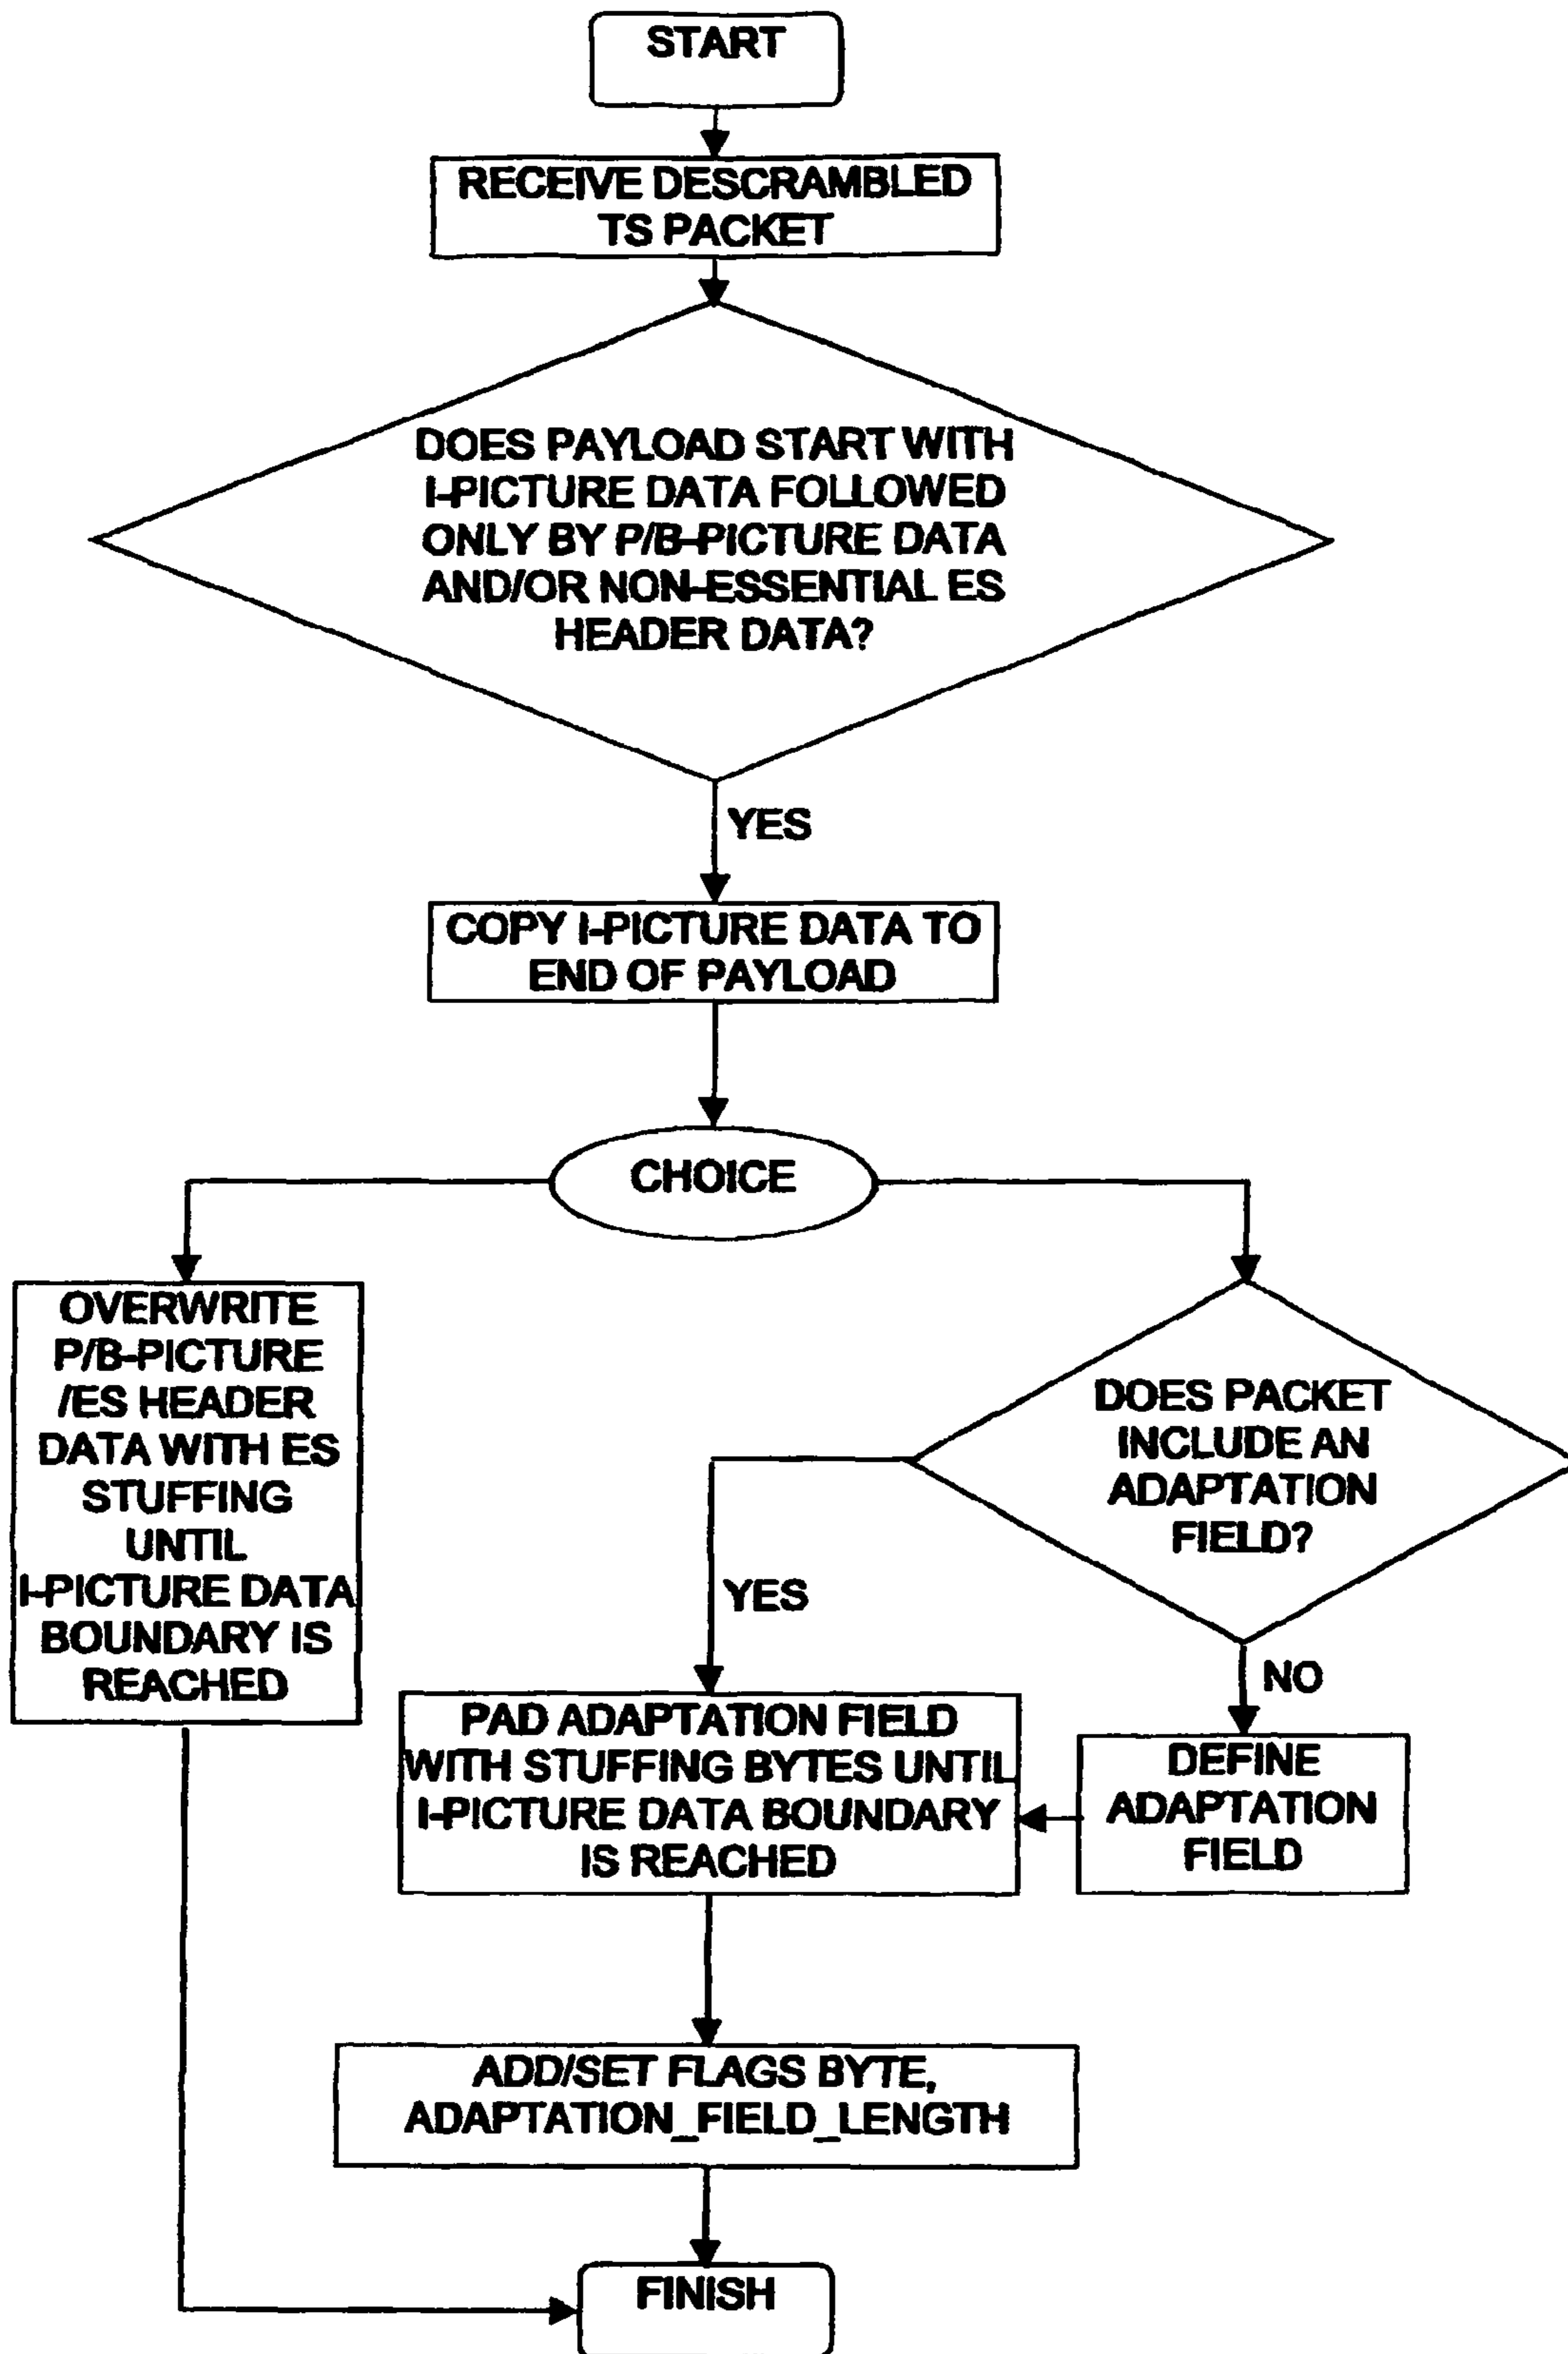 START
RECEIVE DESCRAMBLED
TS PACKET
DOES PAYLOAD START WITH
I-PICTURE DATA FOLLOWED
ONLY BY P/B-PICTURE DATA
AND/OR NON-ESSENTIAL ES
HEADER DATA?
YES
COPY I-PICTURE DATA TO
END OF PAYLOAD
CHOICE
OVERWRITE
P/B-PICTURE
/ES HEADER
DATA WITH ES
STUFFING
UNTIL
I-PICTURE DATA
BOUNDARY IS
REACHED
DOES PACKET
INCLUDE AN
ADAPTATION
FIELD?
YES
NO
PAD ADAPTATION FIELD
WITH STUFFING BYTES UNTIL
I-PICTURE DATA BOUNDARY
IS REACHED
DEFINE
ADAPTATION
FIELD
ADD/SET FLAGS BYTE,
ADAPTATION_FIELD_LENGTH
FINISH